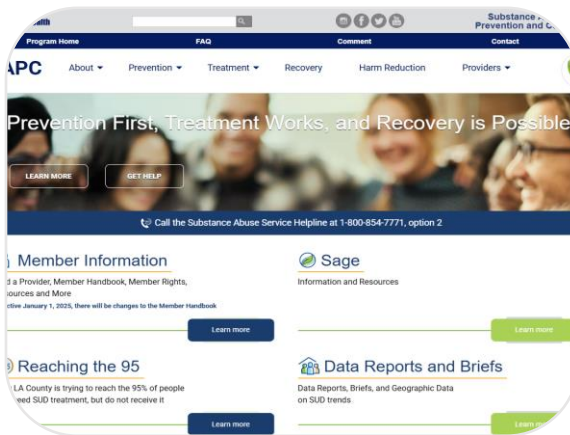 Health
Substance A
Prevention and C
Program Home FAQ Comment Contact
APC About Prevention Treatment Recovery Harm Reduction Providers
Prevention First, Treatment Works, and Recovery is Possible
LEARN MORE GET HELP
Call the Substance Abuse Service Helpline at 1-800-854-7771, option 2
Member Information
d a Provider, Member Handbook, Member Rights,
sources and More
ctive January 1, 2025, there will be changes to the Member Handbook
Learn more
Sage
Information and Resources
Learn more
Reaching the 95
LA County is trying to reach the 95% of people
need SUD treatment, but do not receive it
Learn more
Data Reports and Briefs
Data Reports, Briefs, and Geographic Data
on SUD trends
Learn more